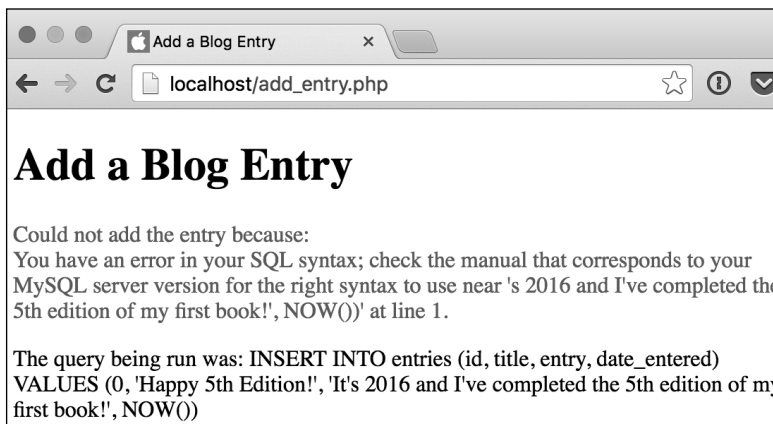 Add a Blog Entry
localhost/add_entry.php
Add a Blog Entry
Could not add the entry because:
You have an error in your SQL syntax; check the manual that corresponds to your
MySQL server version for the right syntax to use near 's 2016 and I've completed the
5th edition of my first book!', NOW())' at line 1.
The query being run was: INSERT INTO entries (id, title, entry, date_entered)
VALUES (0, 'Happy 5th Edition!', 'It's 2016 and I've completed the 5th edition of my
first book!', NOW())